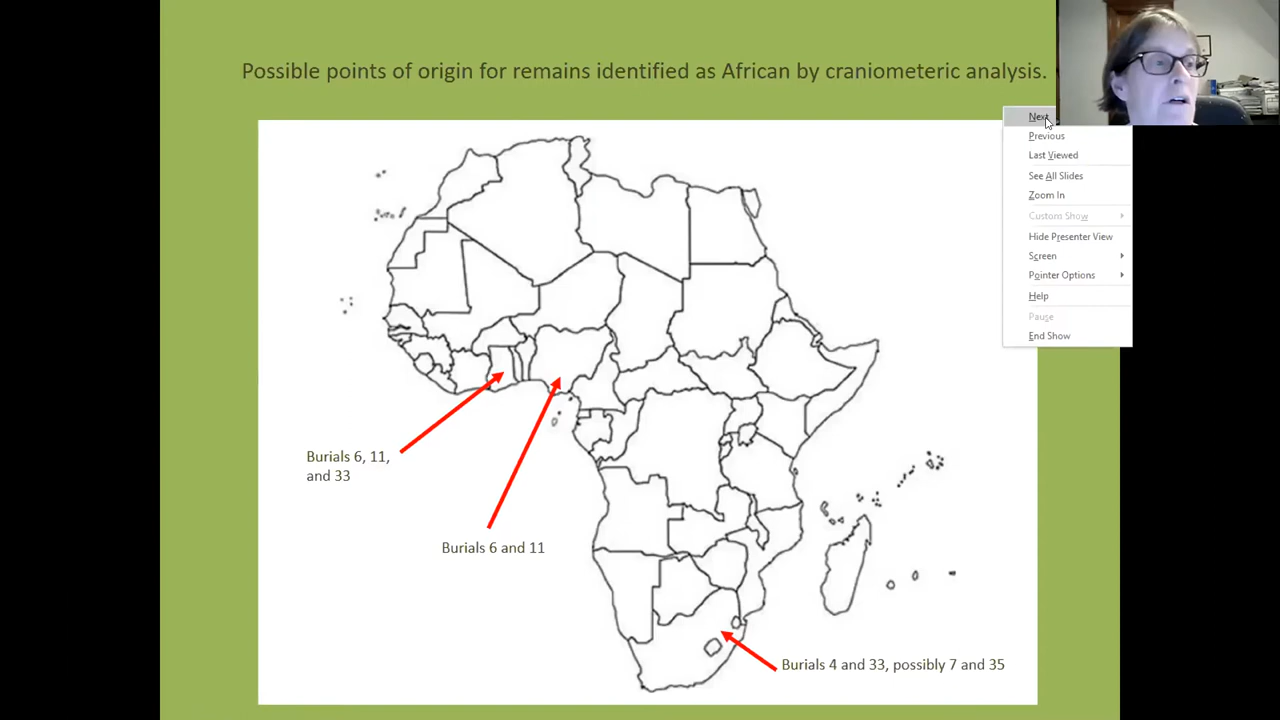 Possible points of origin for remains identified as African by craniometeric analysis.
Next
Previous
Last Viewed
See All Slides
Zoom In
Custom Show
Hide Presenter View
Screen
Pointer Options
Help
Pause
End Show
Burials 6, 11,
and 33
Burials 6 and 11
Burials 4 and 33, possibly 7 and 35